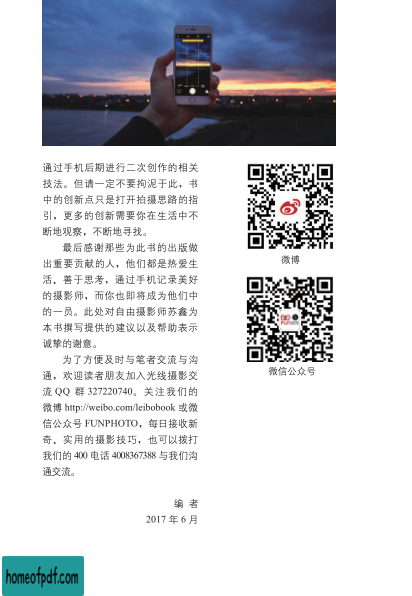 通过手机后期进行二次创作的相关
技法。但请一定不要拘泥于此，书
中的创新点只是打开拍摄思路的指
引，更多的创新需要你在生活中不
断地观察，不断地寻找。
最后感谢那些为此书的出版做
出重要贡献的人，他们都是热爱生
活、善于思考，通过手机记录美好
的摄影师，而你也即将成为他们中
的一员。此处对自由摄影师苏鑫为
本书撰写提供的建议以及帮助表示
诚挚的谢意。
为了方便及时与笔者交流与沟
通，欢迎读者朋友加入光线摄影交
流 QQ 群 327220740。关注我们的
微博 http://weibo.com/leibobook 或微
信公众号 FUNPHOTO，每日接收新
奇、实用的摄影技巧，也可以拨打
我们的 400 电话 4008367388 与我们沟
通交流。
编 者
2017 年 6 月
微博
微信公众号
homeofpdf.com